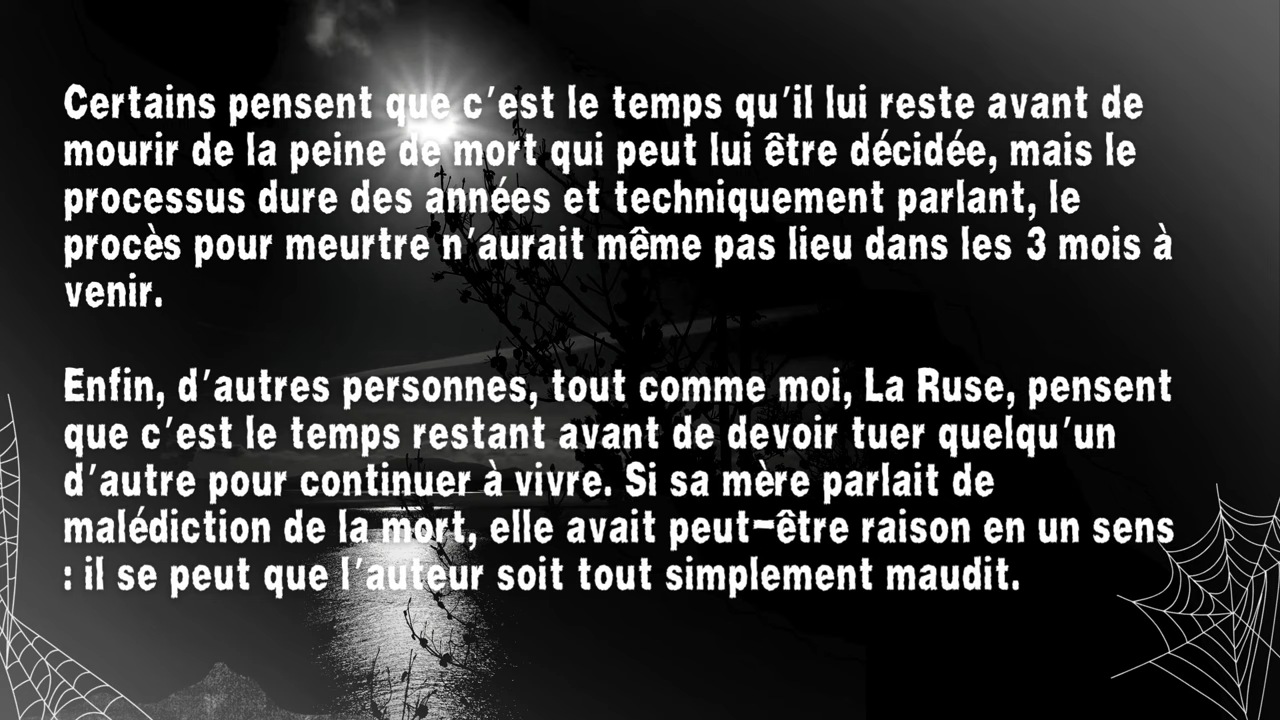 Certains pensent que c'est le temps qu'il lui reste avant de
mourir de la peine de mort qui peut lui être décidée, mais le
processus dure des années et techniquement parlant, le
procès pour meurtre n'aurait même pas lieu dans les 3 mois à
venir.
Enfin, d'autres personnes, tout comme moi, La Ruse, pensent
que c'est le temps restant avant de devoir tuer quelqu'un
d'autre pour continuer à vivre. Si sa mère parlait de
malédiction de la mort, elle avait peut-être raison en un sens
: il se peut que l'auteur soit tout simplement maudit.